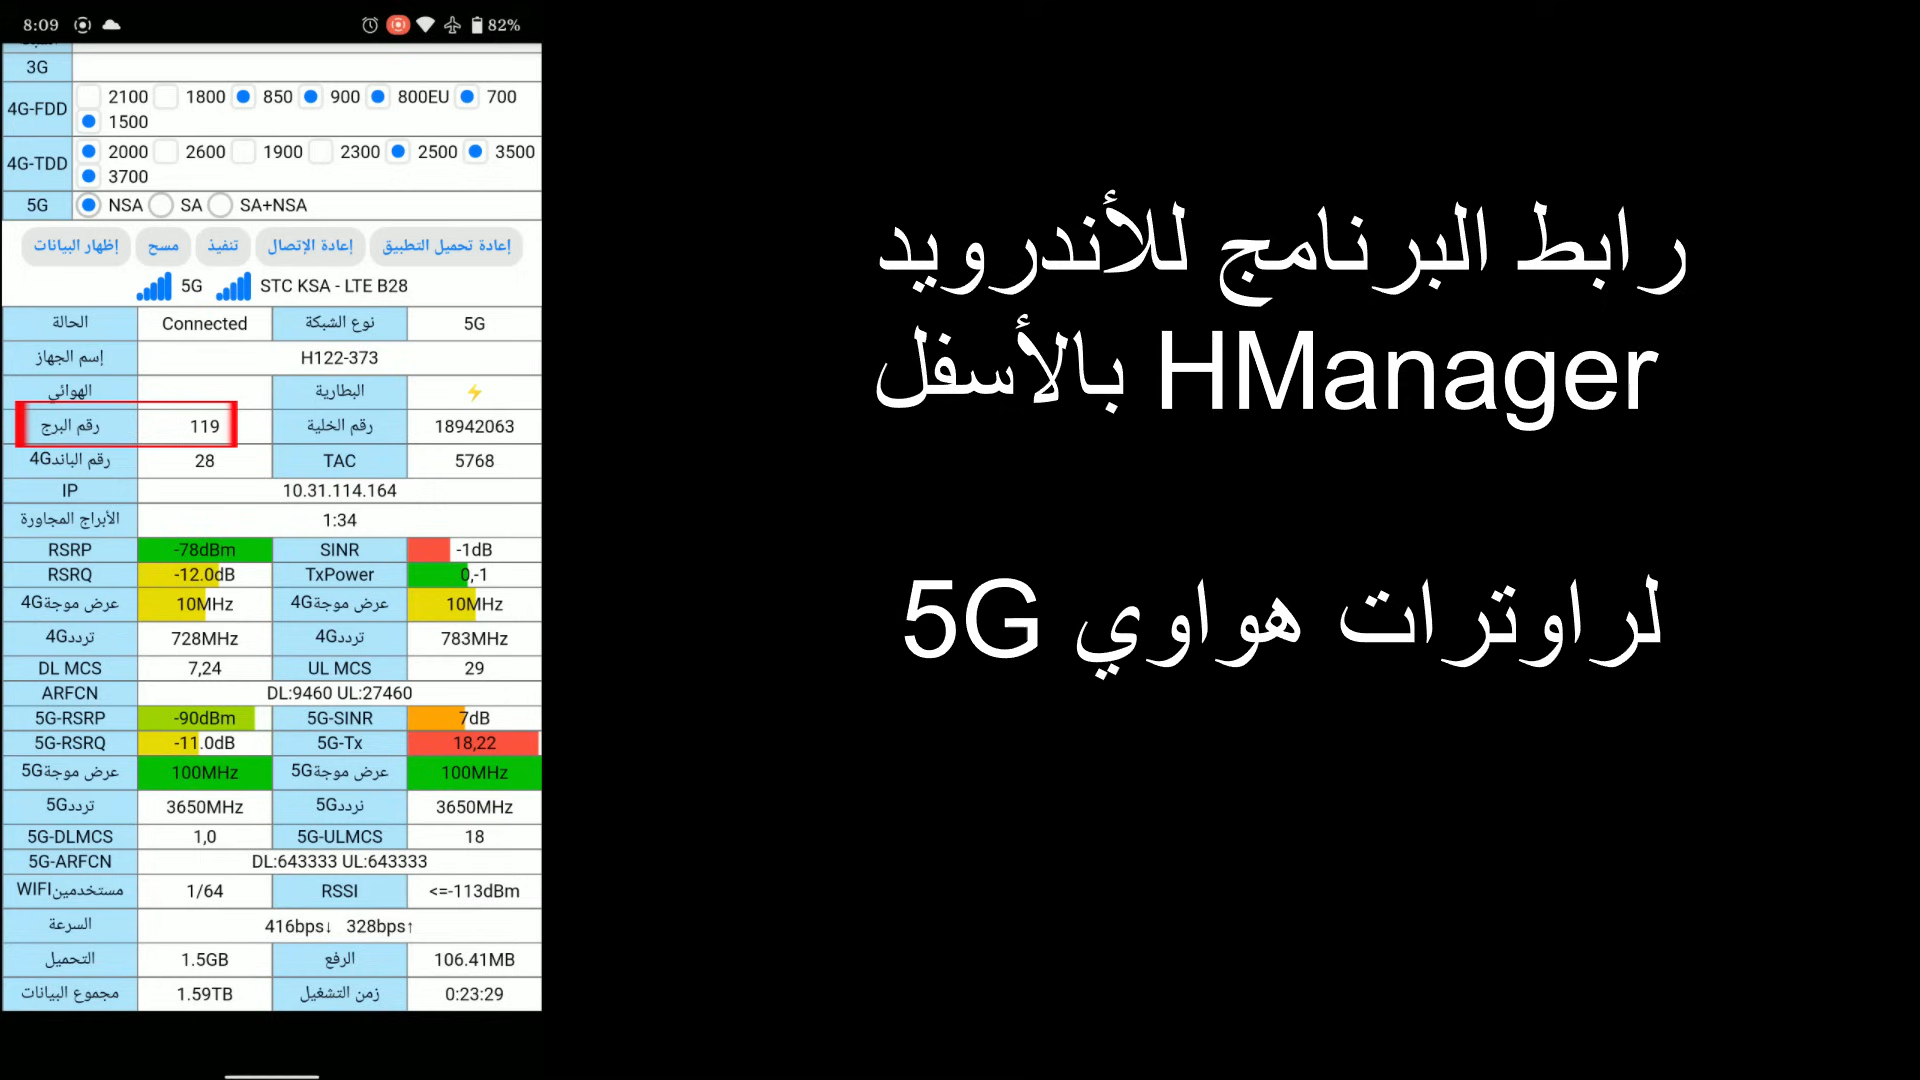 8:09 82%
3G
4G-FDD 2100 1800 850 900 800EU 700
1500
4G-TDD 2000 2600 1900 2300 2500 3500
3700
5G NSA SA SA+NSA
إظهار البيانات مسح تنفيذ إعادة الإتصال إعادة تحميل التطبيق
5G STC KSA - LTE B28
الحالة Connected نوع الشبكة 5G
إسم الجهاز H122-373
الهوائي البطارية
رقم البرج 119 رقم الخلية 18942063
رقم الباند4G 28 TAC 5768
IP 10.31.114.164
الأبراج المجاورة 1:34
RSRP -78dBm SINR -1dB
RSRQ -12.0dB TxPower 0,-1
عرض موجة4G 10MHz عرض موجة4G 10MHz
تردد4G 728MHz تردد4G 783MHz
DL MCS 7,24 UL MCS 29
ARFCN DL:9460 UL:27460
5G-RSRP -90dBm 5G-SINR 7dB
5G-RSRQ -11.0dB 5G-Tx 18,22
عرض موجة5G 100MHz عرض موجة5G 100MHz
تردد5G 3650MHz تردد5G 3650MHz
5G-DLMCS 1,0 5G-ULMCS 18
5G-ARFCN DL:643333 UL:643333
مستخدمينWIFI 1/64 RSSI <=-113dBm
السرعة 416bps↓ 328bps↑
التحميل 1.5GB الرفع 106.41MB
مجموع البيانات 1.59TB زمن التشغيل 0:23:29
رابط البرنامج للأندرويد
HManager بالأسفل
لراوترات هواوي 5G